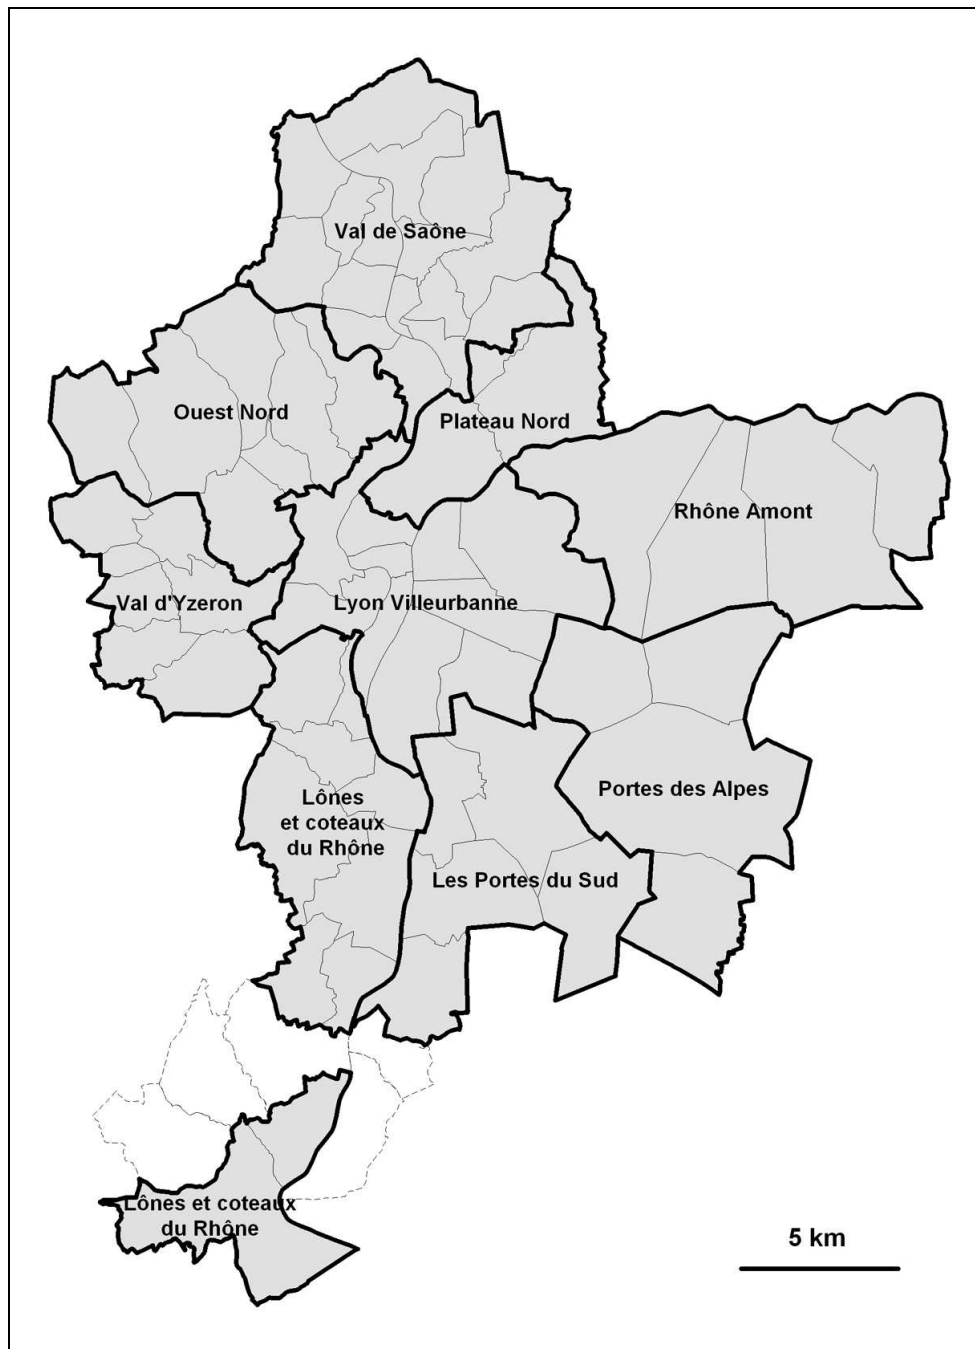 Val de Saône
Ouest Nord
Plateau Nord
Rhône Amont
Val d'Yzeron
Lyon Villeurbanne
Portes des Alpes
Lônes
et coteaux
du Rhône
Les Portes du Sud
Lônes et coteaux
du Rhône
5 km